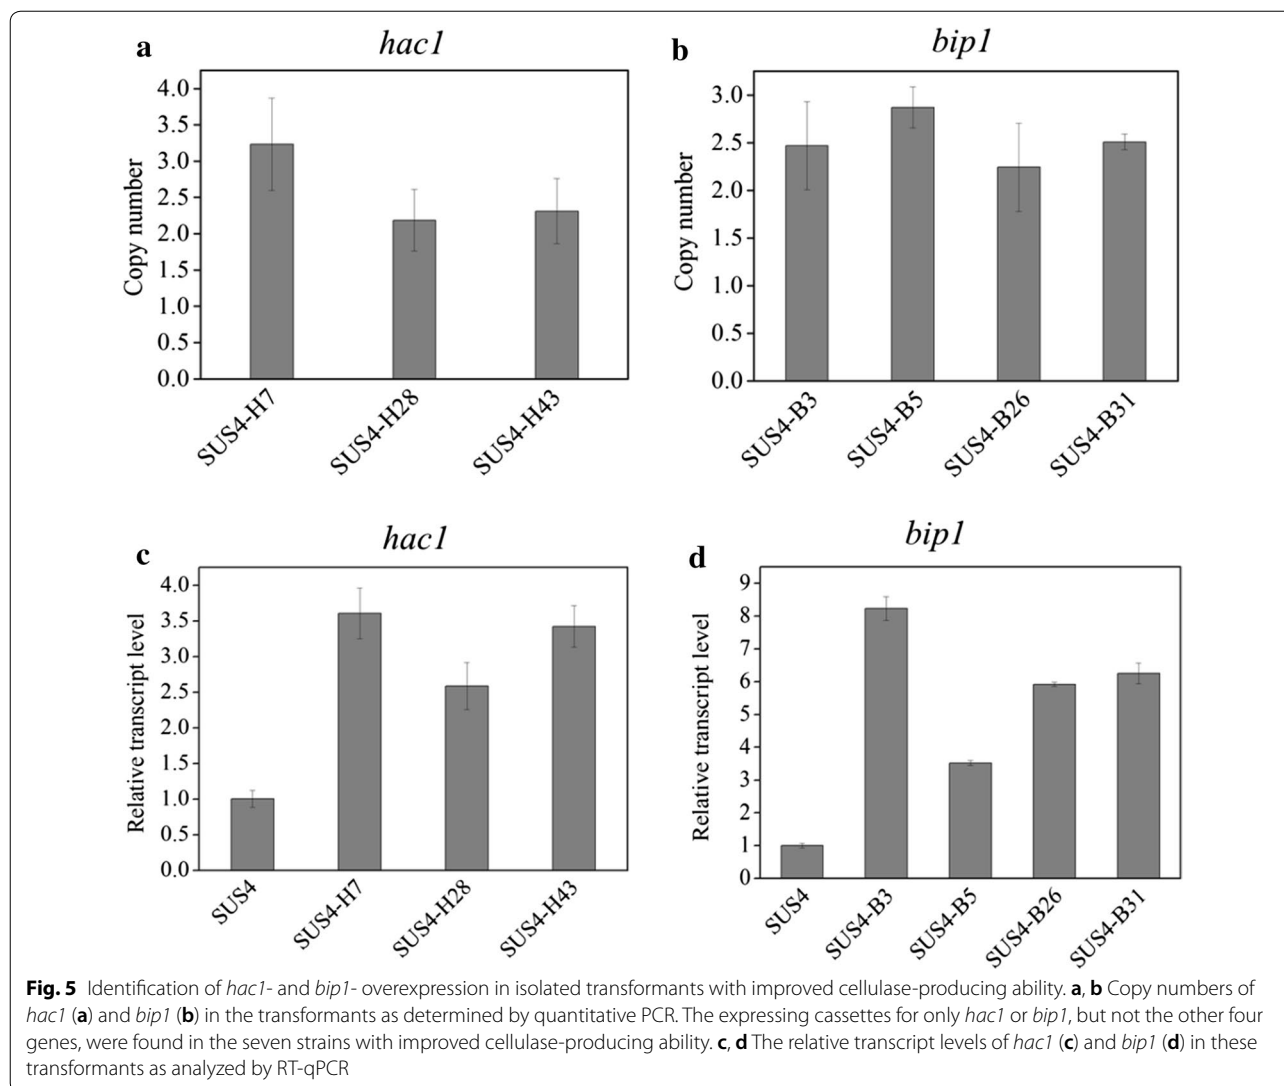 a
hac1
Copy number
4.0
3.5
3.0
2.5
2.0
1.5
1.0
0.5
0.0
SUS4-H7
SUS4-H28
SUS4-H43
b
bip1
Copy number
3.0
2.5
2.0
1.5
1.0
0.5
0.0
SUS4-B3
SUS4-B5
SUS4-B26
SUS4-B31
c
hac1
Relative transcript level
4.0
3.5
3.0
2.5
2.0
1.5
1.0
0.5
0.0
SUS4
SUS4-H7
SUS4-H28
SUS4-H43
d
bip1
Relative transcript level
9
8
7
6
5
4
3
2
1
0
SUS4
SUS4-B3
SUS4-B5
SUS4-B26
SUS4-B31
Fig. 5 Identification of hac1- and bip1- overexpression in isolated transformants with improved cellulase-producing ability. a, b Copy numbers of
hac1 (a) and bip1 (b) in the transformants as determined by quantitative PCR. The expressing cassettes for only hac1 or bip1, but not the other four
genes, were found in the seven strains with improved cellulase-producing ability. c, d The relative transcript levels of hac1 (c) and bip1 (d) in these
transformants as analyzed by RT-qPCR